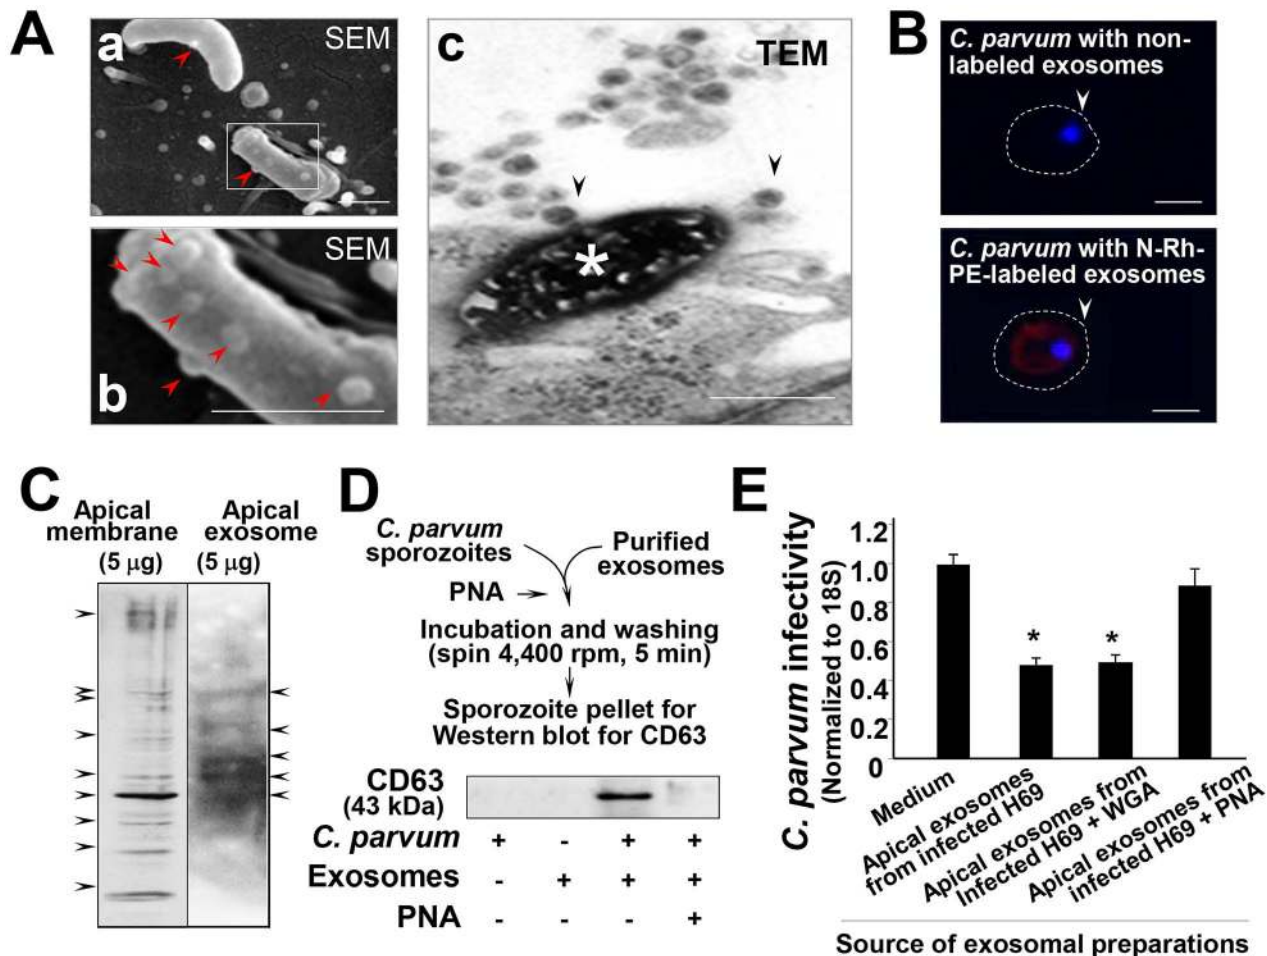 A
a
SEM
b
SEM
c
TEM
B
C. parvum with non-
labeled exosomes
C. parvum with N-Rh-
PE-labeled exosomes
C
Apical
membrane
(5 μg)
Apical
exosome
(5 μg)
D
C. parvum
sporozoites
Purified
exosomes
PNA
Incubation and washing
(spin 4,400 rpm, 5 min)
Sporozoite pellet for
Western blot for CD63
CD63
(43 kDa)
C. parvum + - + +
Exosomes - + + +
PNA - - - +
E
C. parvum infectivity
(Normalized to 18S)
1.2
1.0
0.8
0.6
0.4
0.2
0
* *
Medium
Apical exosomes
from infected H69
Apical exosomes from
Infected H69 + WGA
Apical exosomes from
infected H69 + PNA
Source of exosomal preparations